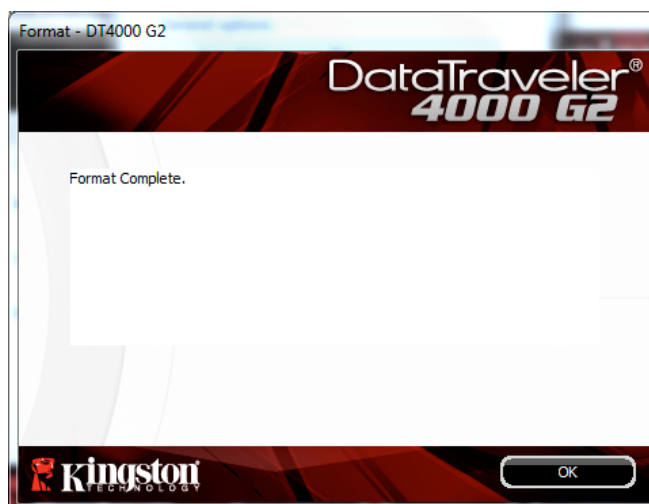 Format - DT4000 G2
DataTraveler®
4000 G2
Format Complete.
Kingston
TECHNOLOGY
OK